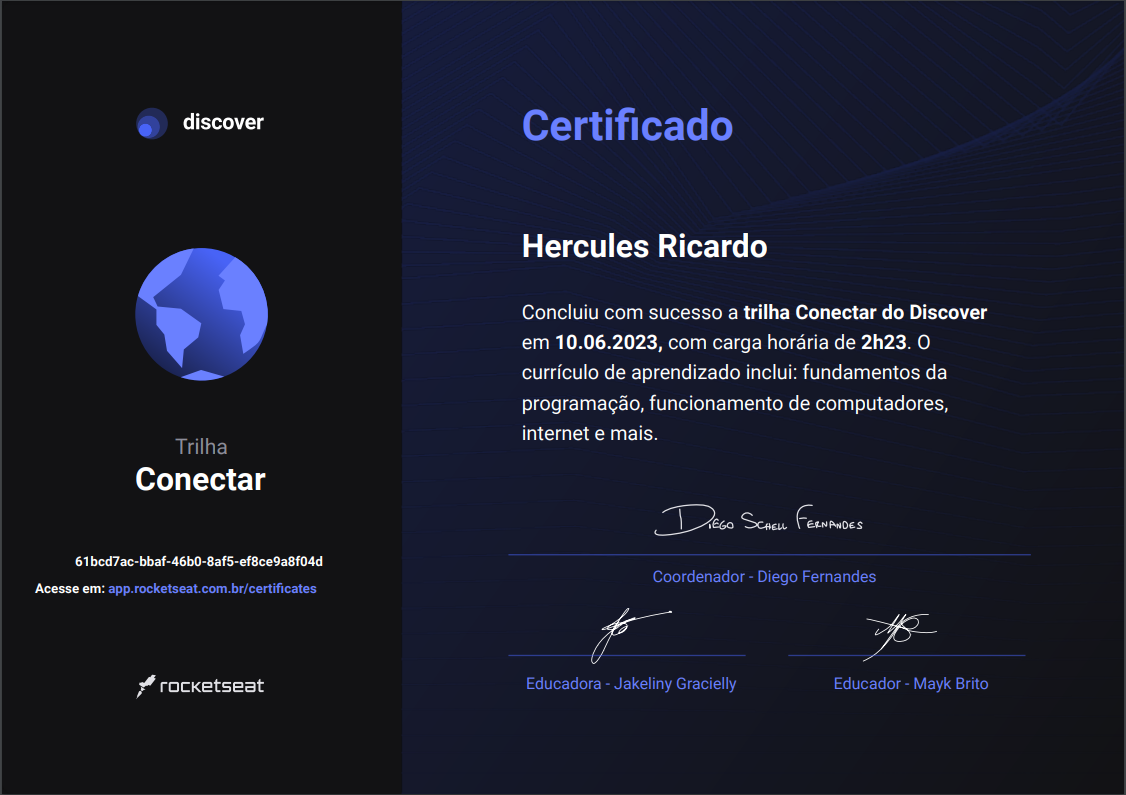 discover
Trilha
Conectar
61bcd7ac-bbaf-46b0-8af5-ef8ce9a8f04d
Acesse em: app.rocketseat.com.br/certificates
rocketseat
Certificado
Hercules Ricardo
Concluiu com sucesso a trilha Conectar do Discover
em 10.06.2023, com carga horária de 2h23. O
currículo de aprendizado inclui: fundamentos da
programação, funcionamento de computadores,
internet e mais.
Diego Schell Fernandes
Coordenador - Diego Fernandes
Educadora - Jakeliny Gracielly
Educador - Mayk Brito